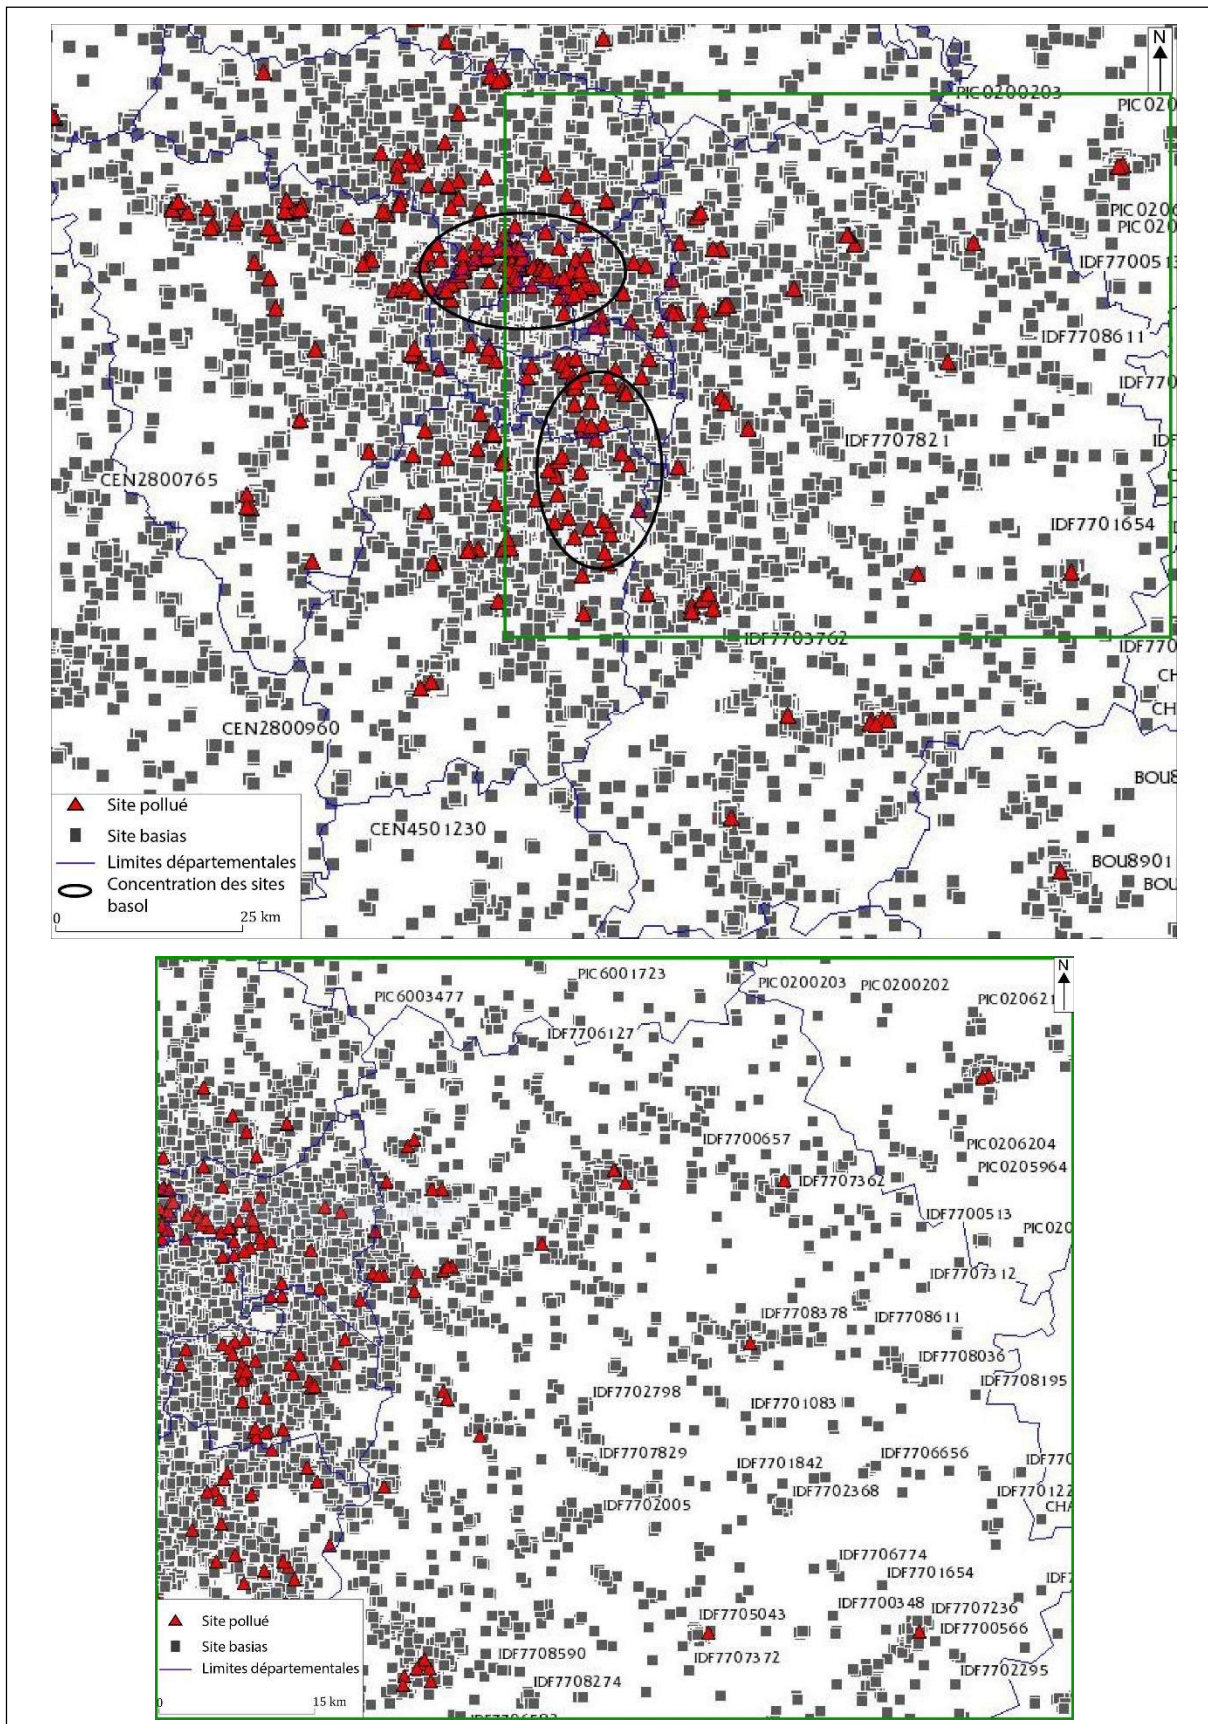 N
PIC0200203
PIC020
PIC0206
PIC020
IDF7700513
IDF7708611
IDF770
IDF7707821
IDF
CEN2800765
IDF7701654
IDF7703762
IDF770
CH
CH
CEN2800960
BOU8
CEN4501230
BOU8901
BOU
Site pollué
Site basias
Limites départementales
Concentration des sites
basol
0 25 km
N
PIC6001723
PIC0200203
PIC0200202
PIC6003477
PIC020621
IDF7706127
IDF7700657
PIC0206204
PIC0205964
IDF7707362
IDF7700513
PIC020
IDF7707312
IDF7708378
IDF7708611
IDF7708036
IDF7708195
IDF7702798
IDF7701083
IDF7707829
IDF7706656
IDF7701842
IDF770
IDF7702368
IDF770122
IDF7702005
CHA
IDF7706774
IDF7701654
IDF7
IDF7700348
IDF7707236
IDF7705043
IDF7700566
IDF7708590
IDF7707372
IDF7702295
IDF7708274
Site pollué
Site basias
Limites départementales
0 15 km